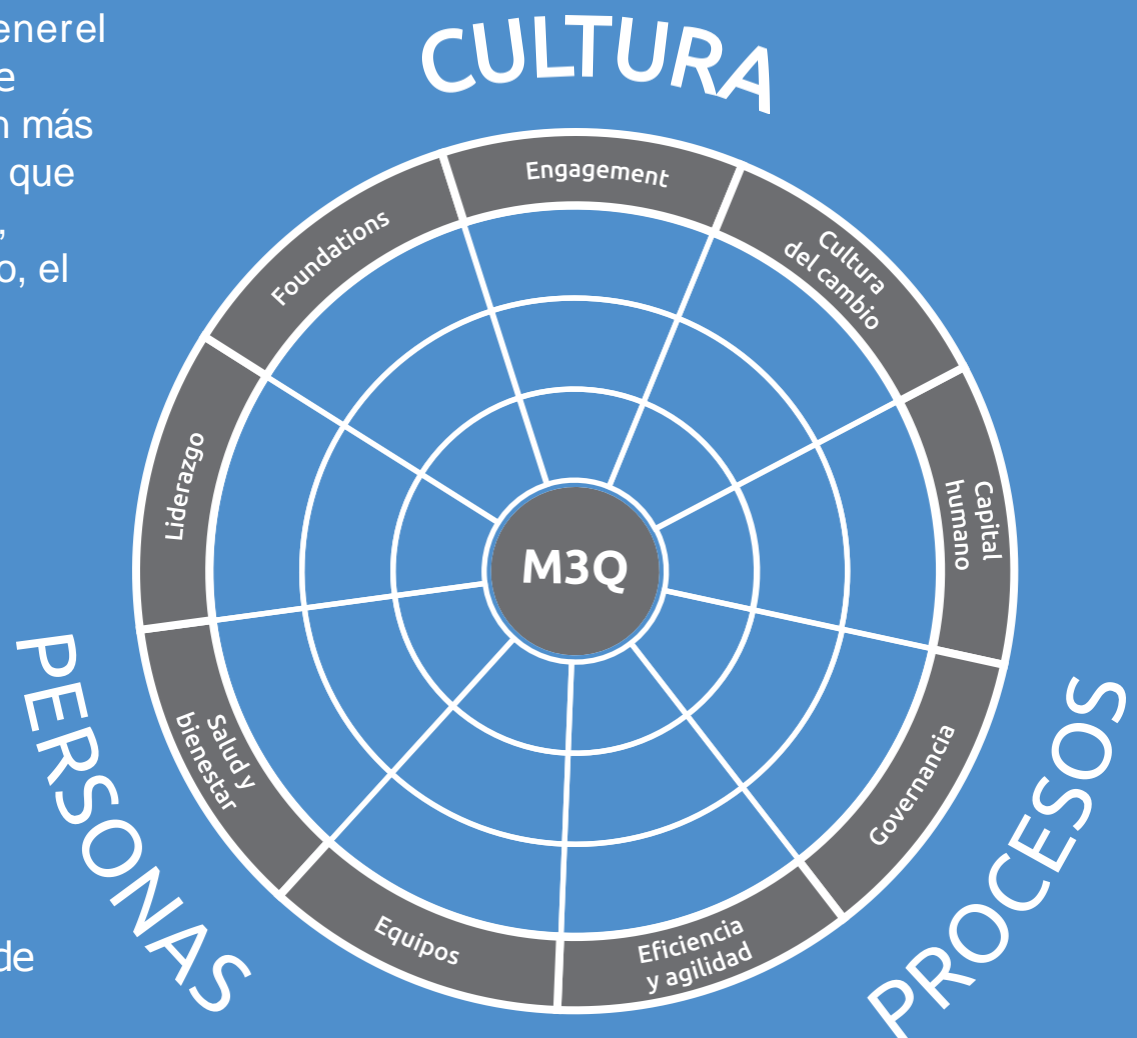 enerel
e
n más
que
,
o, el
CULTURA
Engagement
Foundations
Cultura
del cambio
Liderazgo
Capital
humano
M3Q
PERSONAS
Salud y
bienestar
Governancia
PROCESOS
Equipos
Eficiencia
y agilidad
de